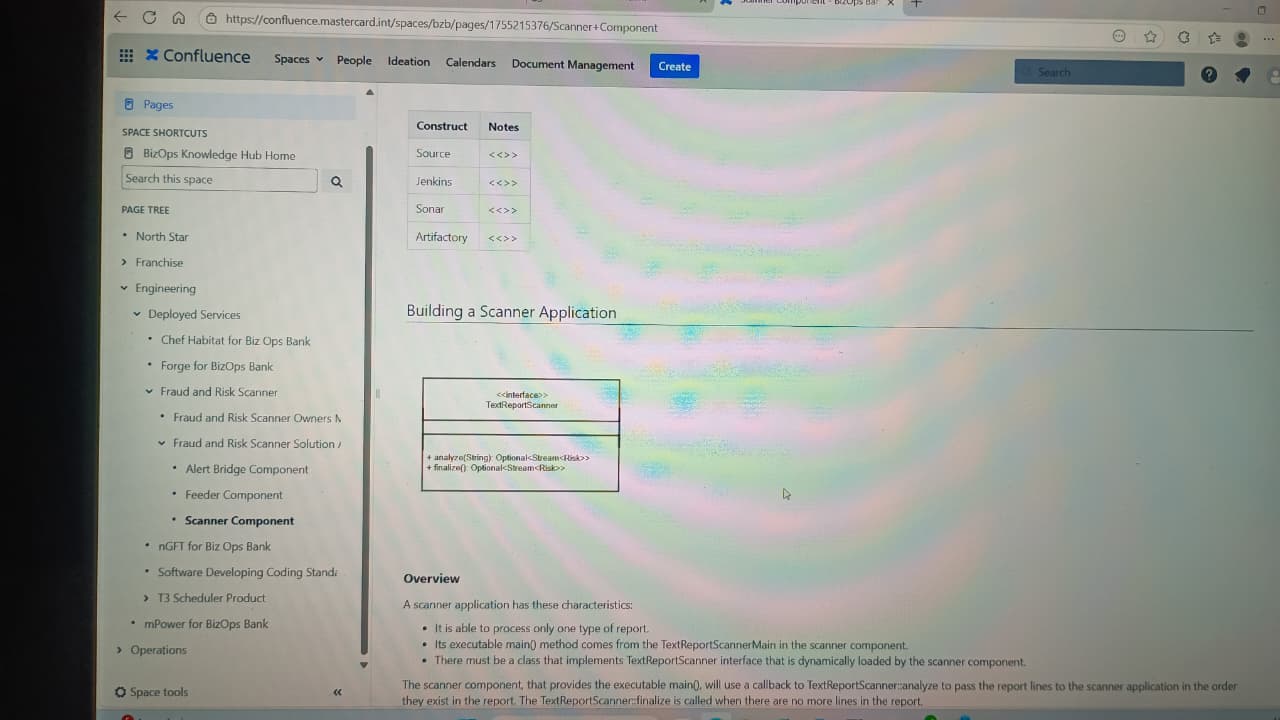 https://confluence.mastercard.int/spaces/bzb/pages/1755215376/Scanner+Component
Confluence
Spaces
People
Ideation
Calendars
Document Management
Create
Search
Pages
SPACE SHORTCUTS
BizOps Knowledge Hub Home
Search this space
PAGE TREE
North Star
Franchise
Engineering
Deployed Services
Chef Habitat for Biz Ops Bank
Forge for BizOps Bank
Fraud and Risk Scanner
Fraud and Risk Scanner Owners
Fraud and Risk Scanner Solution
Alert Bridge Component
Feeder Component
Scanner Component
nGFT for Biz Ops Bank
Software Developing Coding
T3 Scheduler Product
mPower for BizOps Bank
Operations
Space tools
Construct Notes
Source <<>>
Jenkins <<>>
Sonar <<>>
Artifactory <<>>
Building a Scanner Application
<<interface>>
TextReportScanner
+ analyze(String): Optional<Stream<Risk>>
+ finalize(): Optional<Stream<Risk>>
Overview
A scanner application has these characteristics:
• It is able to process only one type of report.
• Its executable main() method comes from the TextReportScannerMain in the scanner component.
• There must be a class that implements TextReportScanner interface that is dynamically loaded by the scanner component.
The scanner component, that provides the executable main(), will use a callback to TextReportScanner::analyze to pass the report lines to the scanner application in the order
they exist in the report. The TextReportScanner::finalize is called when there are no more lines in the report.